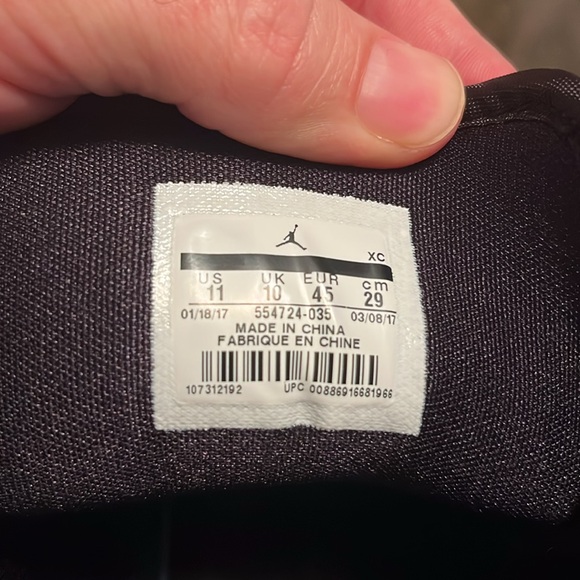 XC
US UK EUR cm
11 10 45 29
01/18/17 554724-035 03/08/17
MADE IN CHINA
FABRIQUE EN CHINE
107312192 UPC 00886916681966